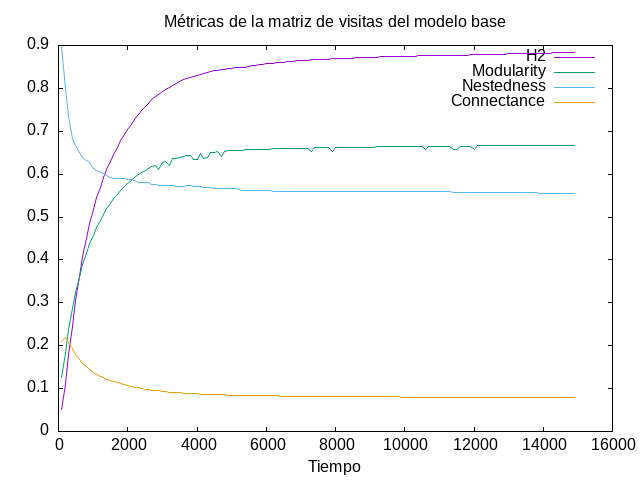 Métricas de la matriz de visitas del modelo base
0.9
0.8
0.7
0.6
0.5
0.4
0.3
0.2
0.1
0
H2
Modularity
Nestedness
Connectance
0 2000 4000 6000 8000 10000 12000 14000 16000
Tiempo